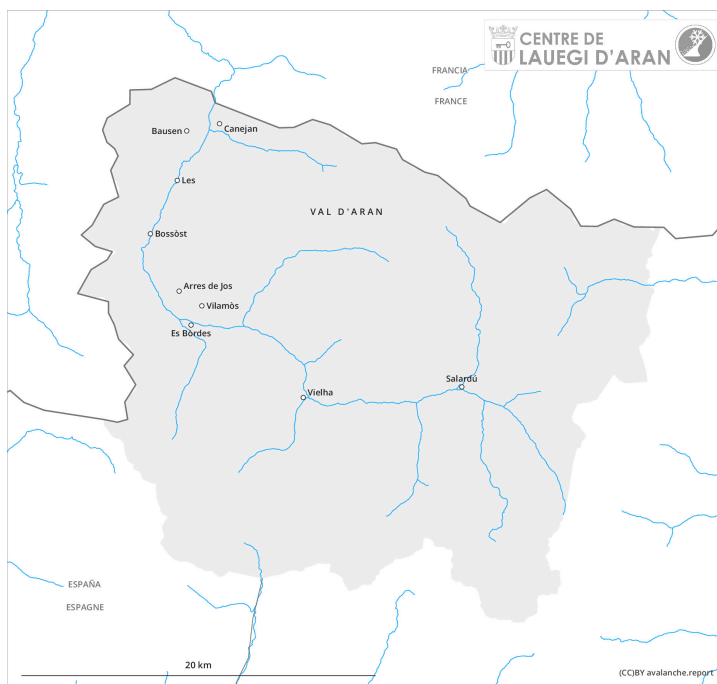 CENTRE DE
LAUEGI D'ARAN
FRANCIA
FRANCE
Bausen
Canejan
Les
VAL D'ARAN
Bossòst
Arres de Jos
Vilamòs
Es Bòrdes
Salardú
Vielha
ESPAÑA
ESPAGNE
20 km
(CC)BY avalanche.report